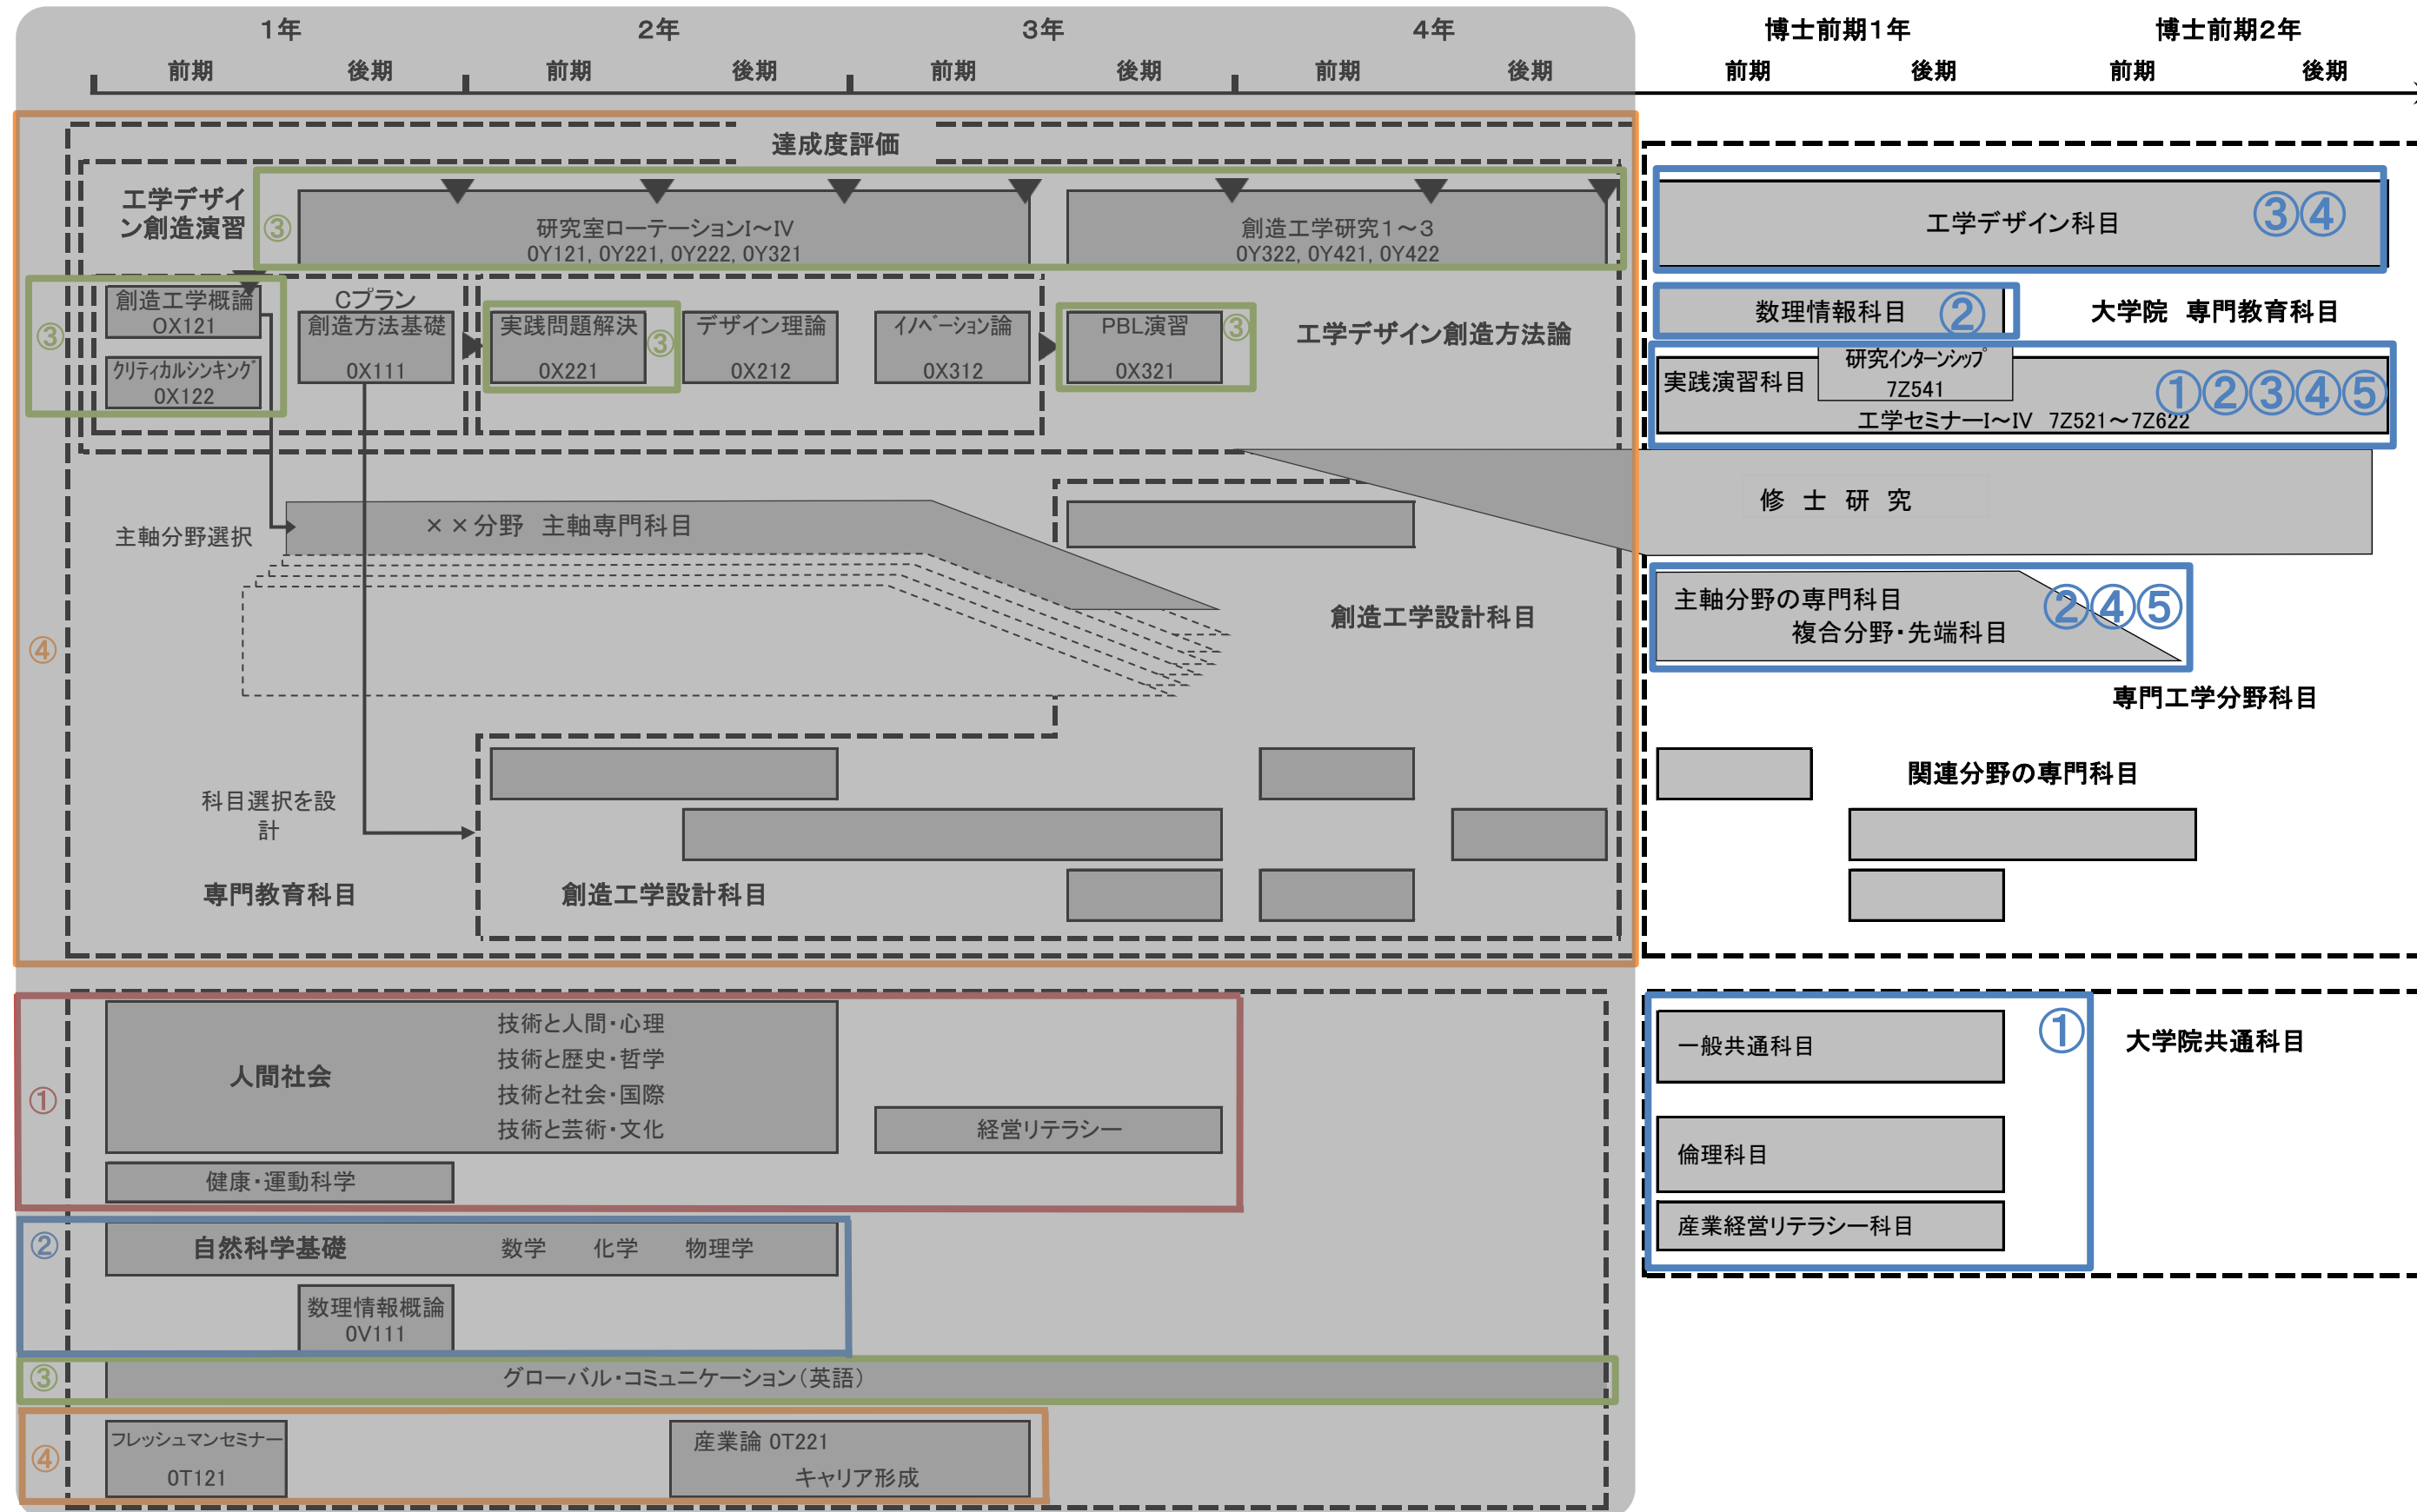 1年
2年
3年
4年
博士前期1年
博士前期2年
前期
後期
前期
後期
前期
後期
前期
後期
前期
後期
前期
後期
達成度評価
工学デザイ
ン創造演習
③
研究室ローテーションⅠ～Ⅳ
0Y121, 0Y221, 0Y222, 0Y321
創造工学研究1～3
0Y322, 0Y421, 0Y422
工学デザイン科目
③④
③
創造工学概論
OX121
クリティカルシンキング
0X122
Cプラン
創造方法基礎
0X111
実践問題解決
0X221
③
デザイン理論
0X212
イノベーション論
0X312
PBL演習
0X321
③
工学デザイン創造方法論
数理情報科目
②
大学院 専門教育科目
実践演習科目
研究インターンシップ
7Z541
①②③④⑤
工学セミナーⅠ～Ⅳ 7Z521～7Z622
主軸分野選択
××分野 主軸専門科目
修 士 研 究
④
創造工学設計科目
主軸分野の専門科目
複合分野・先端科目
②④⑤
専門工学分野科目
科目選択を設
計
関連分野の専門科目
専門教育科目
創造工学設計科目
①
人間社会
技術と人間・心理
技術と歴史・哲学
技術と社会・国際
技術と芸術・文化
経営リテラシー
健康・運動科学
一般共通科目
①
大学院共通科目
倫理科目
産業経営リテラシー科目
②
自然科学基礎
数学
化学
物理学
数理情報概論
0V111
③
グローバル・コミュニケーション（英語）
④
フレッシュマンセミナー
0T121
産業論 0T221
キャリア形成